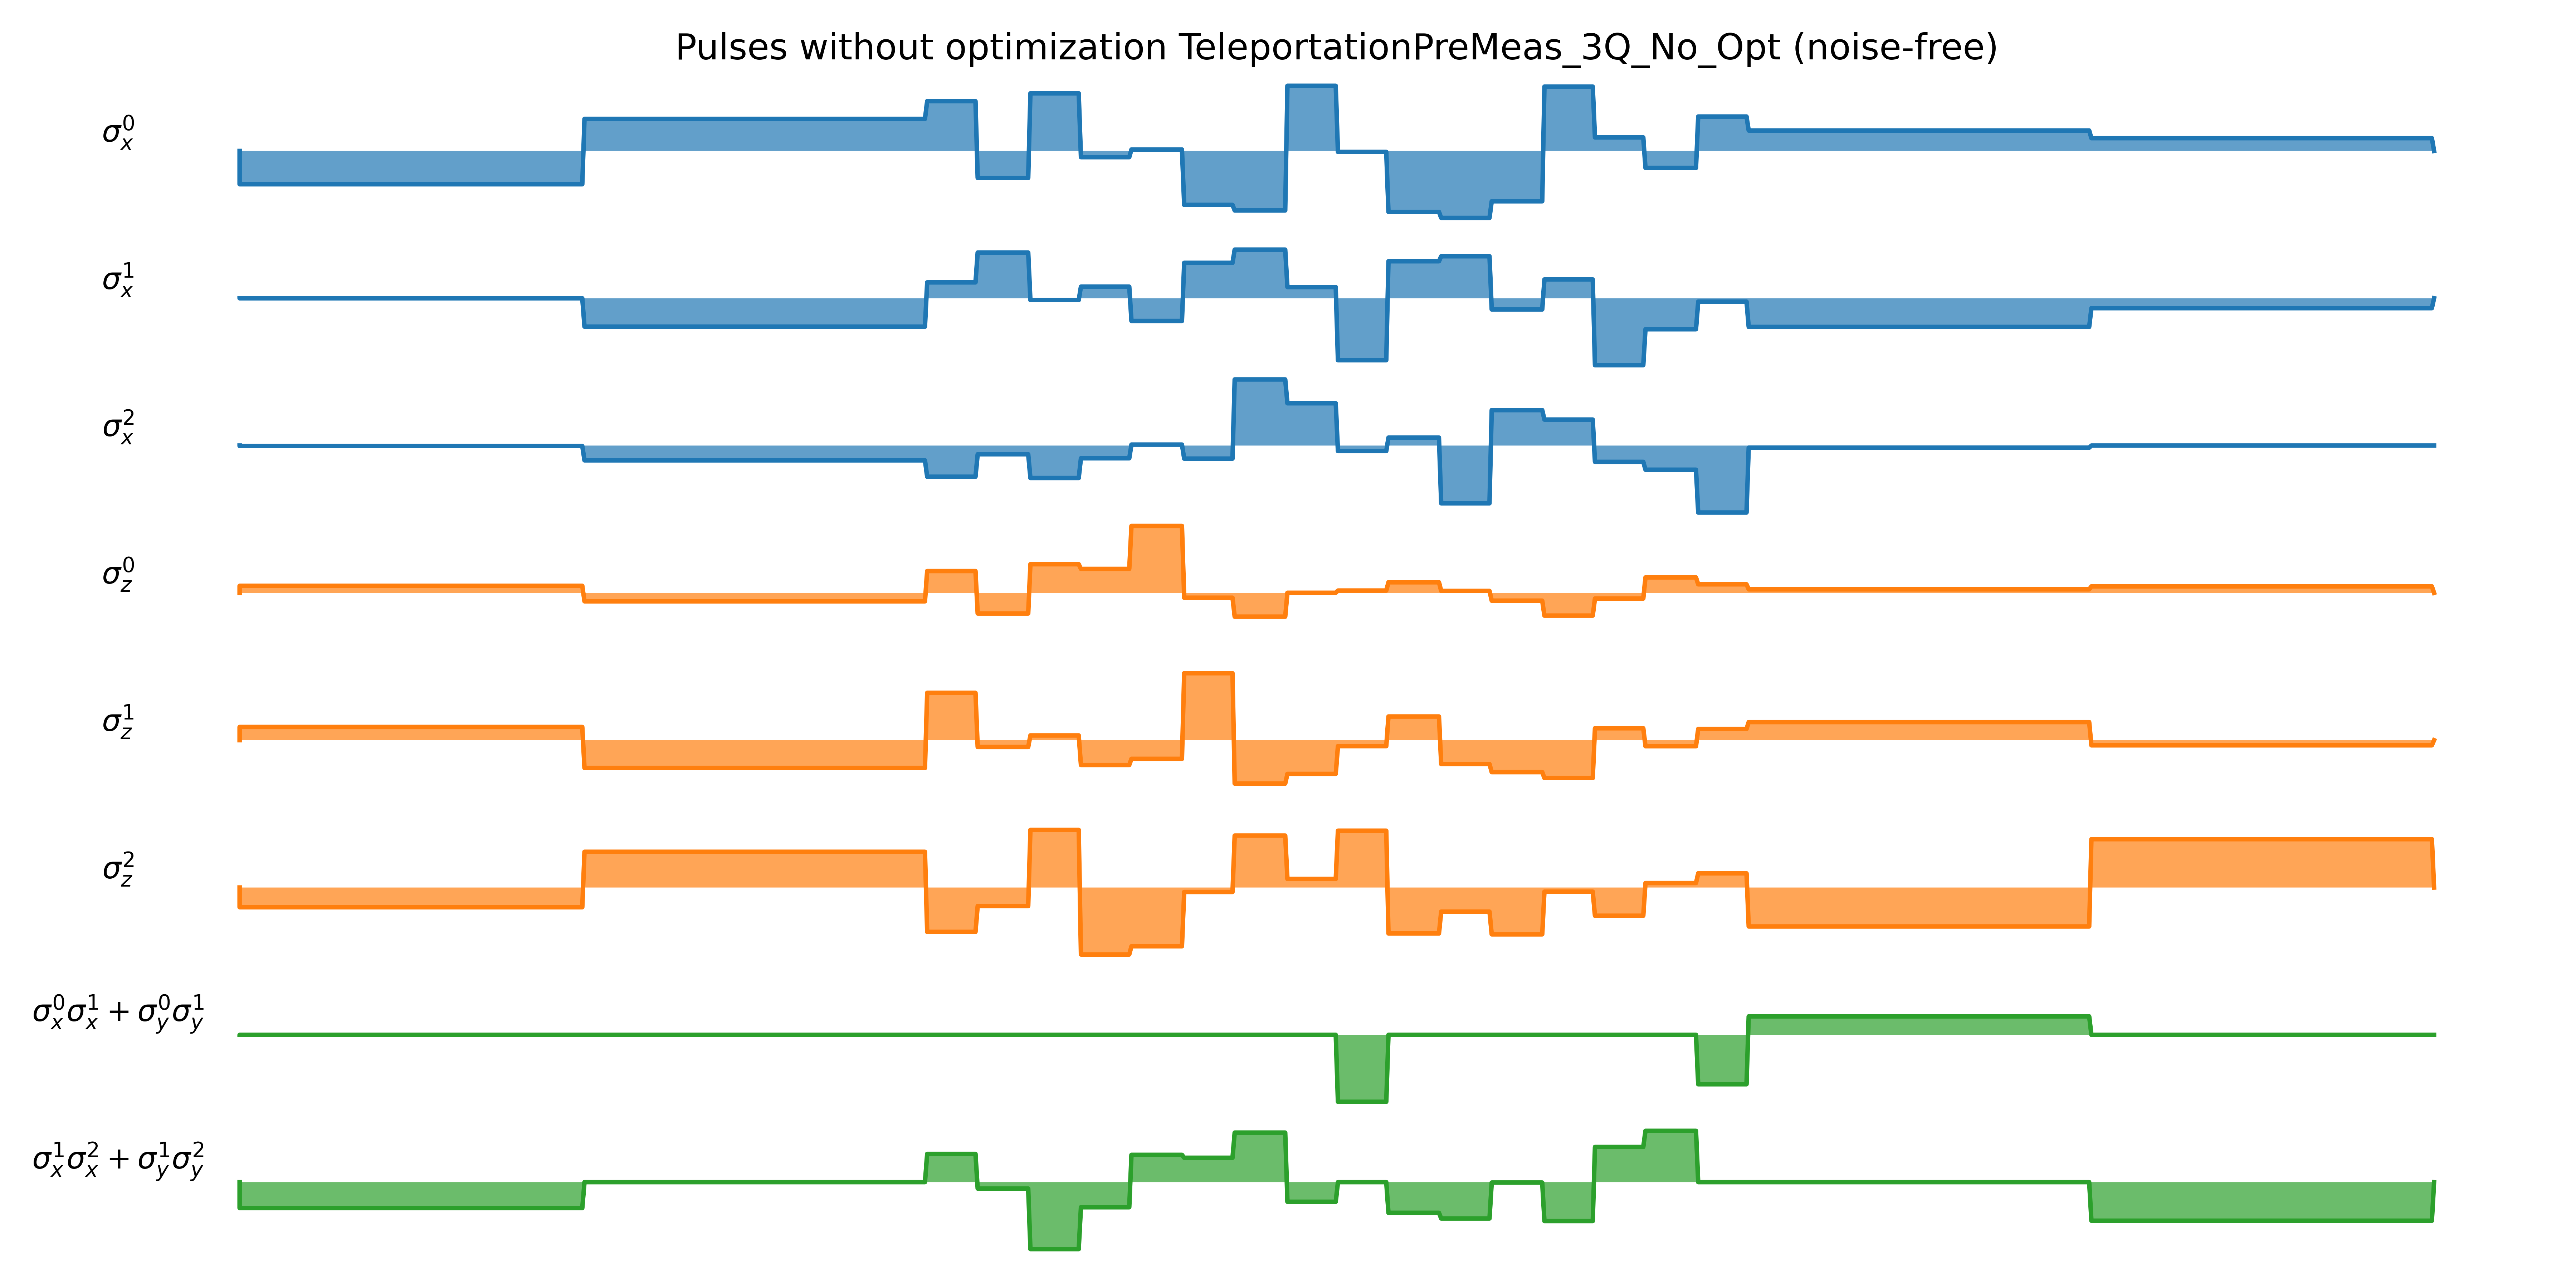 Pulses without optimization TeleportationPreMeas_3Q_No_Opt (noise-free)
σ_x^0
σ_x^1
σ_x^2
σ_z^0
σ_z^1
σ_z^2
σ_x^0σ_x^1 + σ_y^0σ_y^1
σ_x^1σ_x^2 + σ_y^1σ_y^2